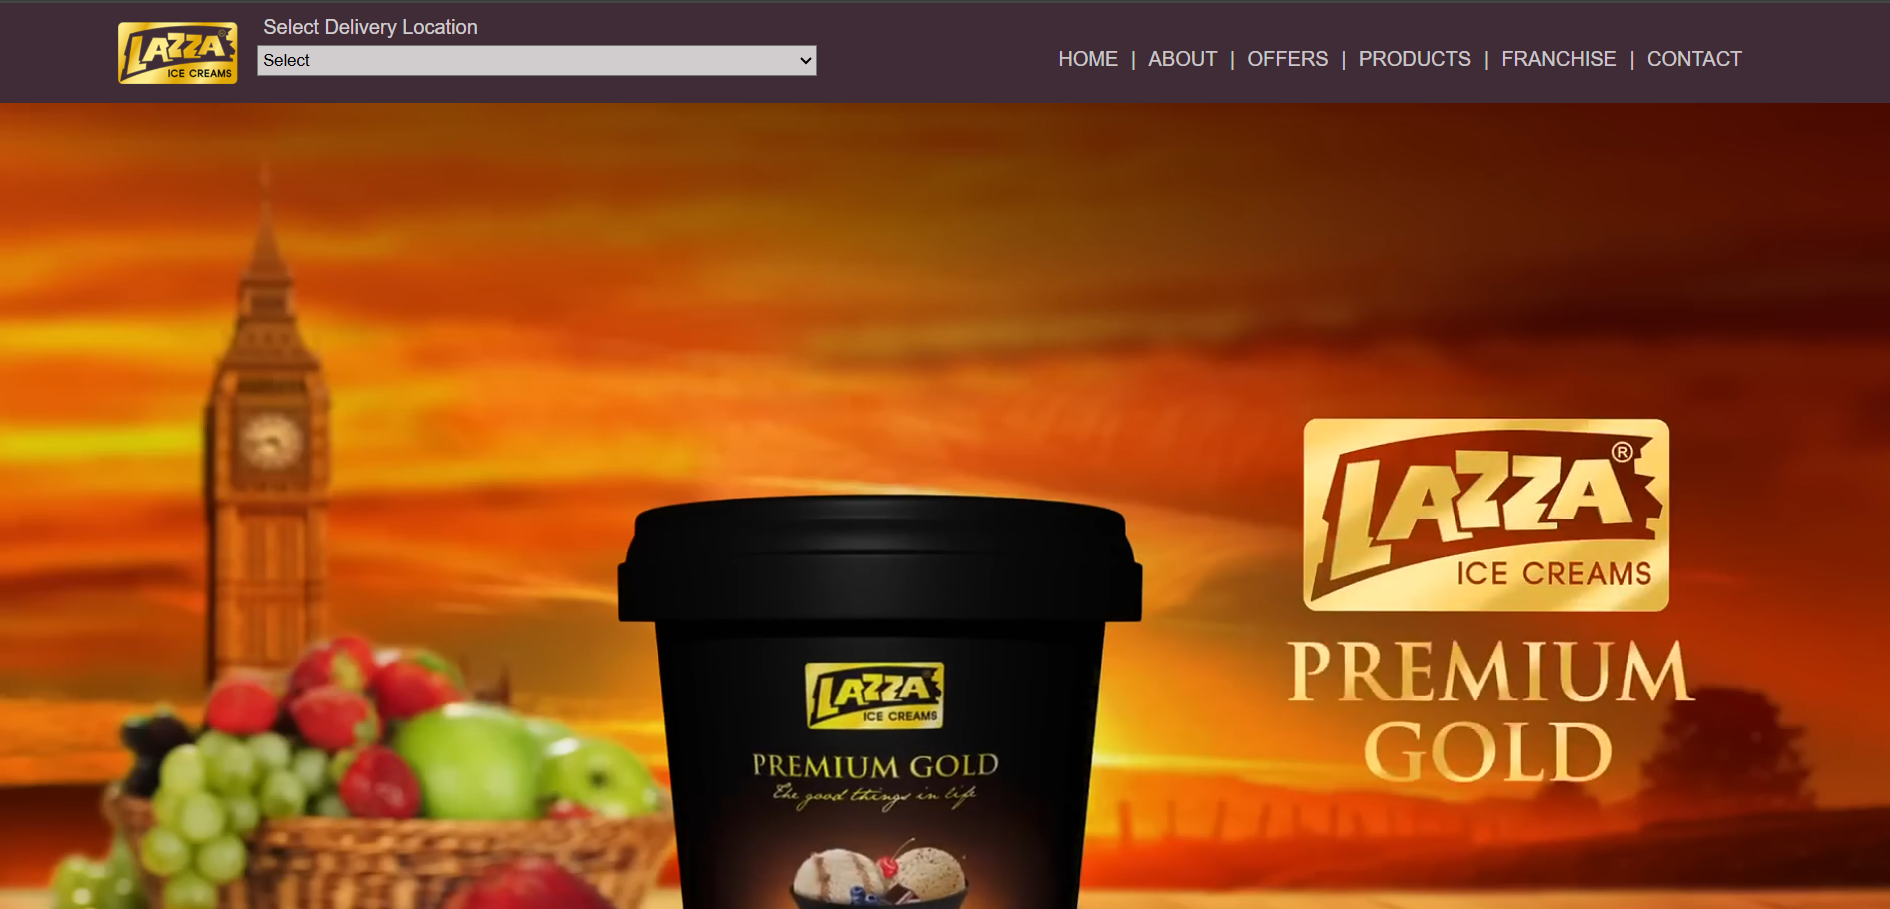 LAZZA
ICE CREAMS
Select Delivery Location
Select
HOME | ABOUT | OFFERS | PRODUCTS | FRANCHISE | CONTACT
LAZZA®
ICE CREAMS
PREMIUM
GOLD
LAZZA
ICE CREAMS
PREMIUM GOLD
The good things in life